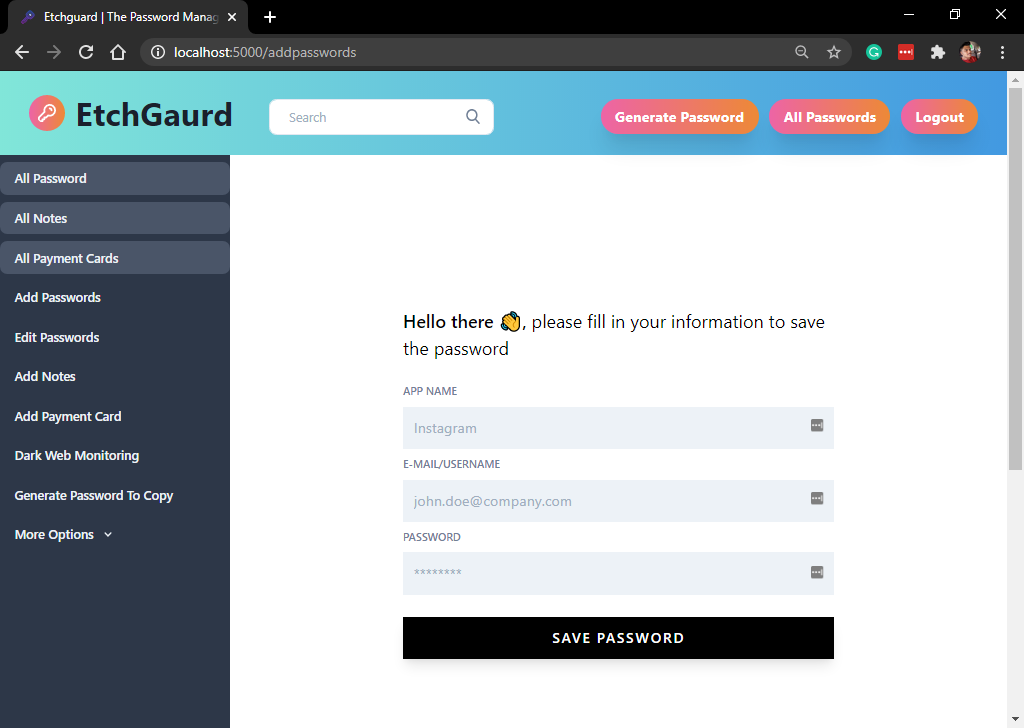 Etchguard | The Password Manag
localhost:5000/addpasswords
EtchGaurd
Search
Generate Password
All Passwords
Logout
All Password
All Notes
All Payment Cards
Add Passwords
Edit Passwords
Add Notes
Add Payment Card
Dark Web Monitoring
Generate Password To Copy
More Options
Hello there 👋, please fill in your information to save
the password
APP NAME
Instagram
E-MAIL/USERNAME
john.doe@company.com
PASSWORD
********
SAVE PASSWORD